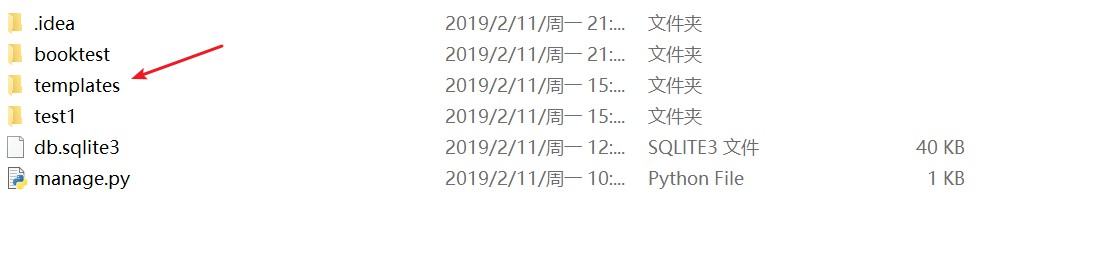 .idea 2019/2/11/周一 21:... 文件夹
booktest 2019/2/11/周一 21:... 文件夹
templates 2019/2/11/周一 15:... 文件夹
test1 2019/2/11/周一 15:... 文件夹
db.sqlite3 2019/2/11/周一 12:... SQLITE3 文件 40 KB
manage.py 2019/2/11/周一 10:... Python File 1 KB